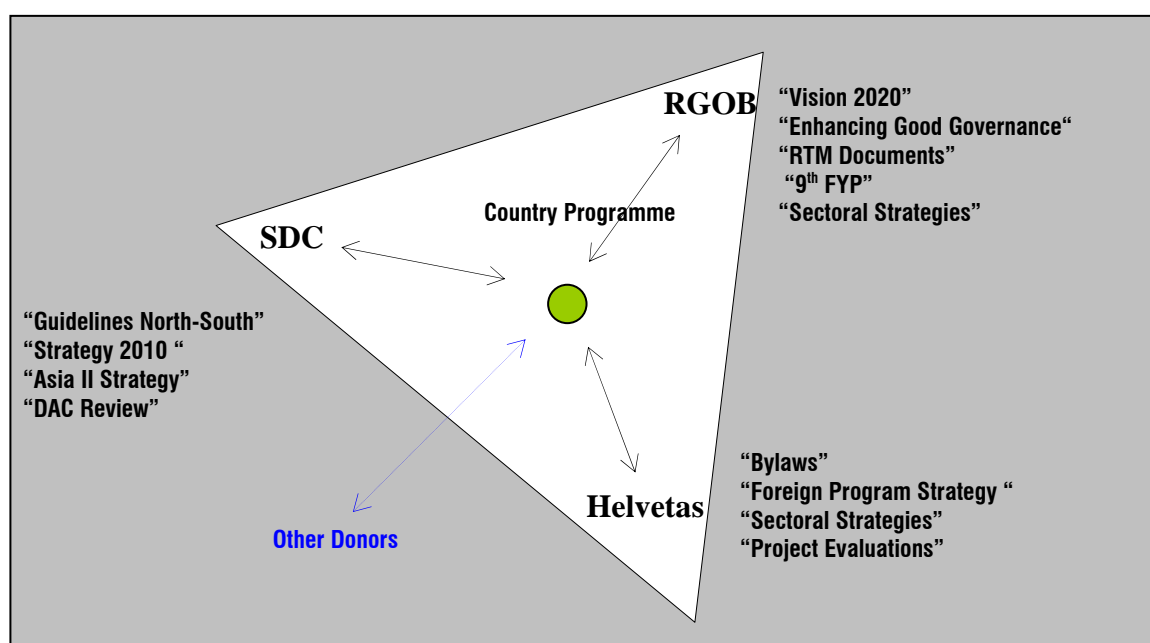 RGOB
“Vision 2020”
“Enhancing Good Governance“
“RTM Documents”
“9th FYP”
“Sectoral Strategies”
Country Programme
SDC
“Guidelines North-South”
“Strategy 2010 “
“Asia II Strategy”
“DAC Review”
Helvetas
“Bylaws”
“Foreign Program Strategy “
“Sectoral Strategies”
“Project Evaluations”
Other Donors